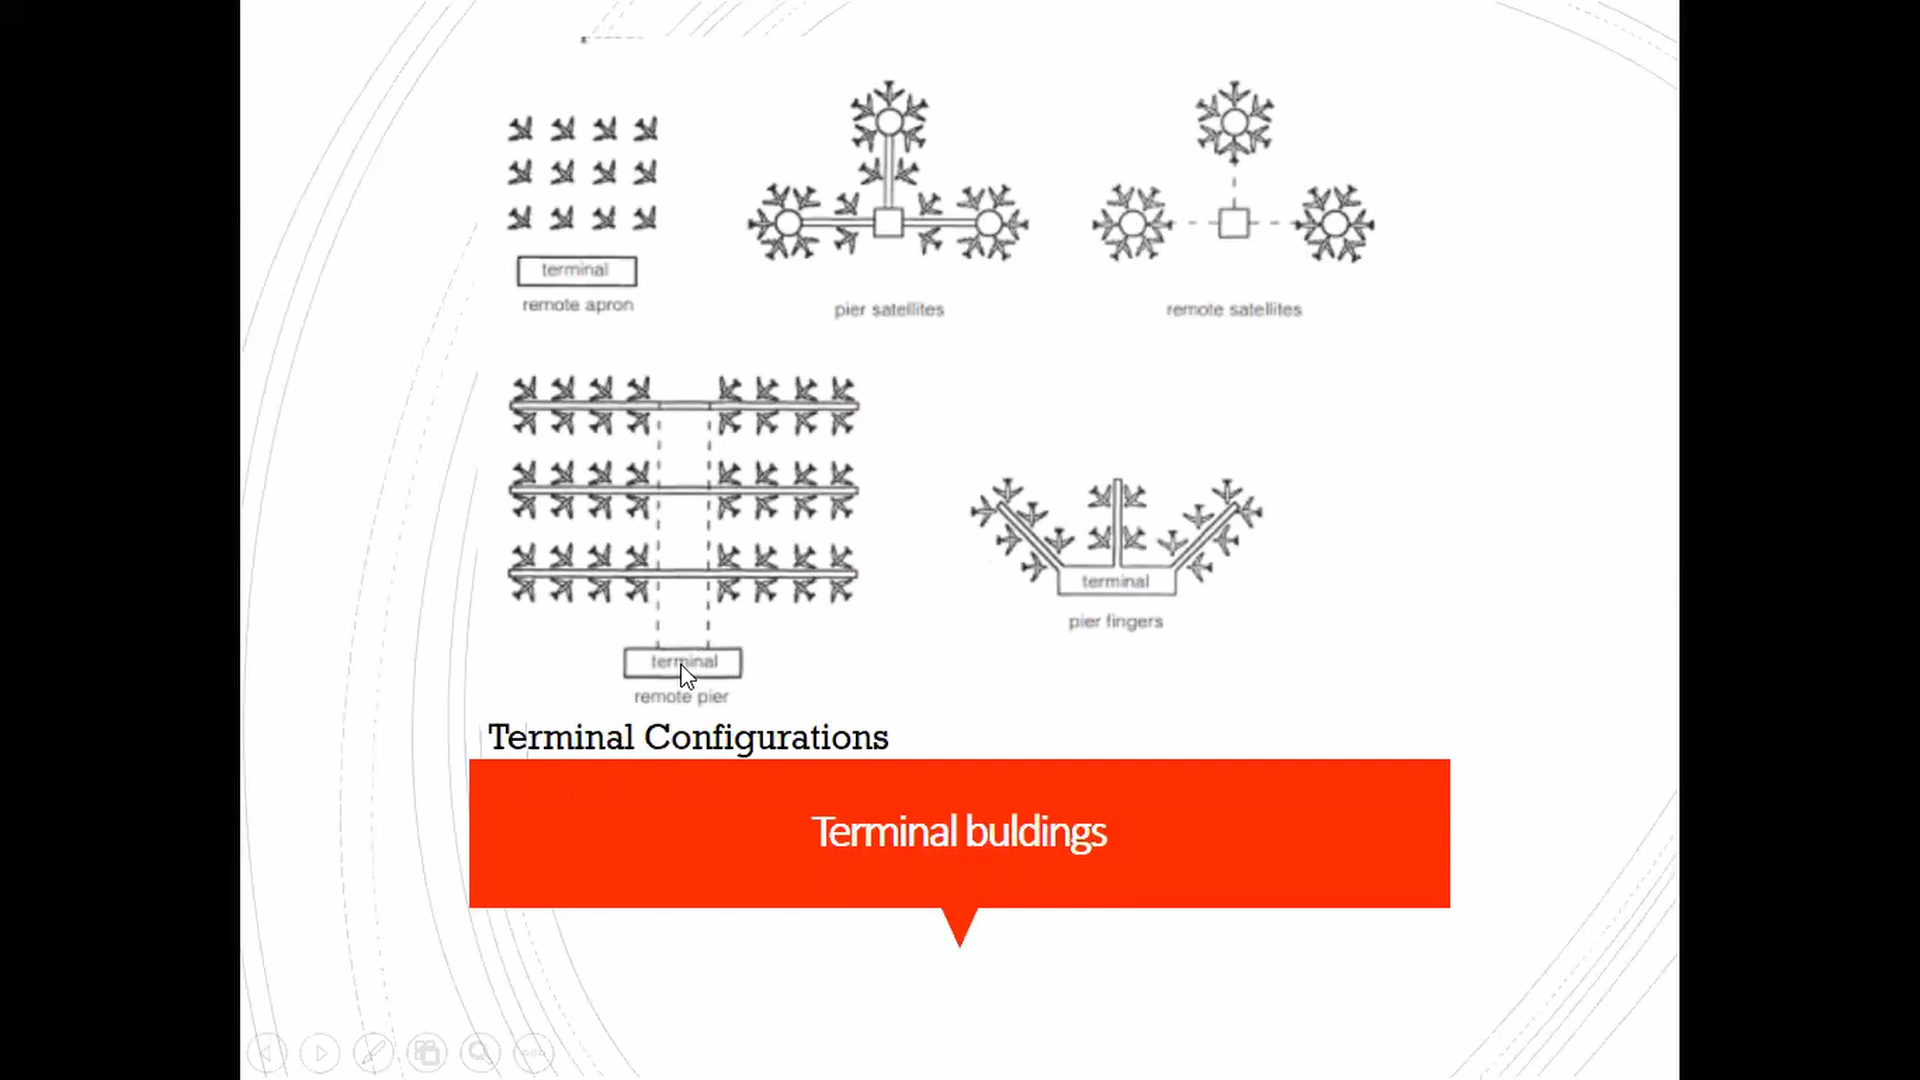 terminal
remote apron
pier satellites
remote satellites
terminal
remote pier
terminal
pier fingers
Terminal Configurations
Terminal buldings